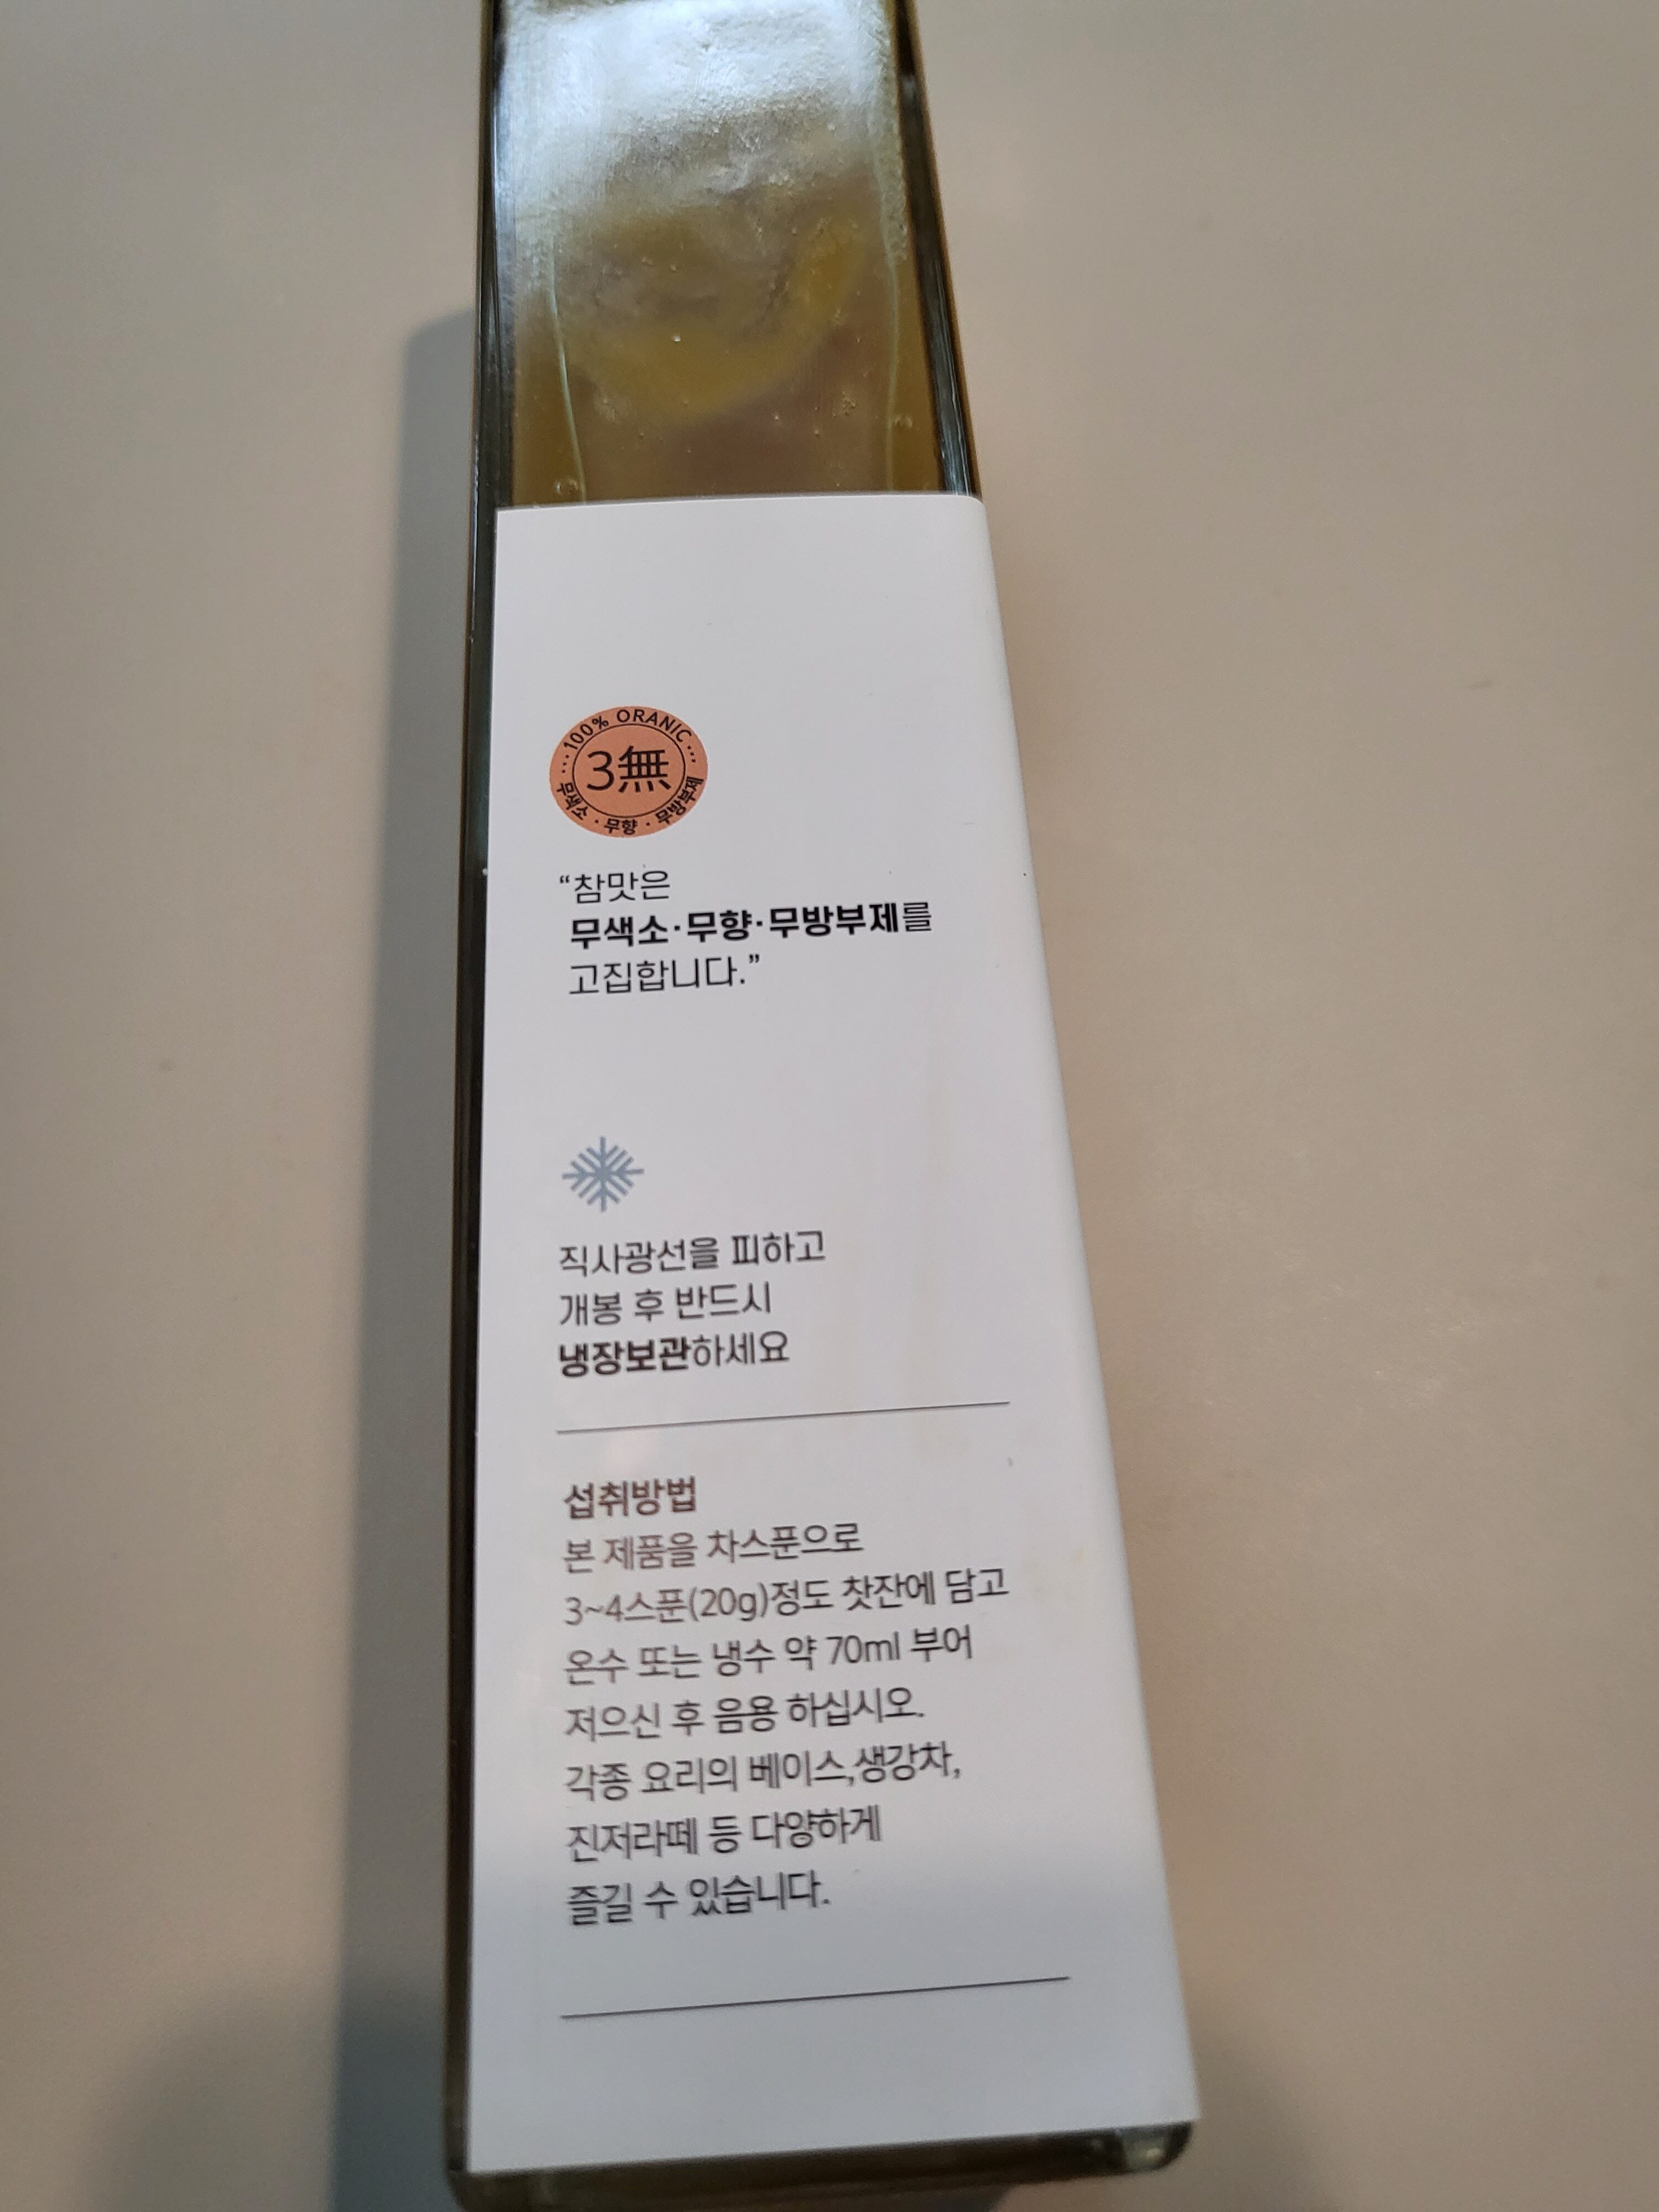 100% ORANIC
3無
무색소 · 무향 · 무방부제
“참맛은
무색소·무향·무방부제를
고집합니다.”
직사광선을 피하고
개봉 후 반드시
냉장보관하세요
섭취방법
본 제품을 차스푼으로
3~4스푼(20g)정도 찻잔에 담고
온수 또는 냉수 약 70ml 부어
저으신 후 음용 하십시오.
각종 요리의 베이스,생강차,
진저라떼 등 다양하게
즐길 수 있습니다.